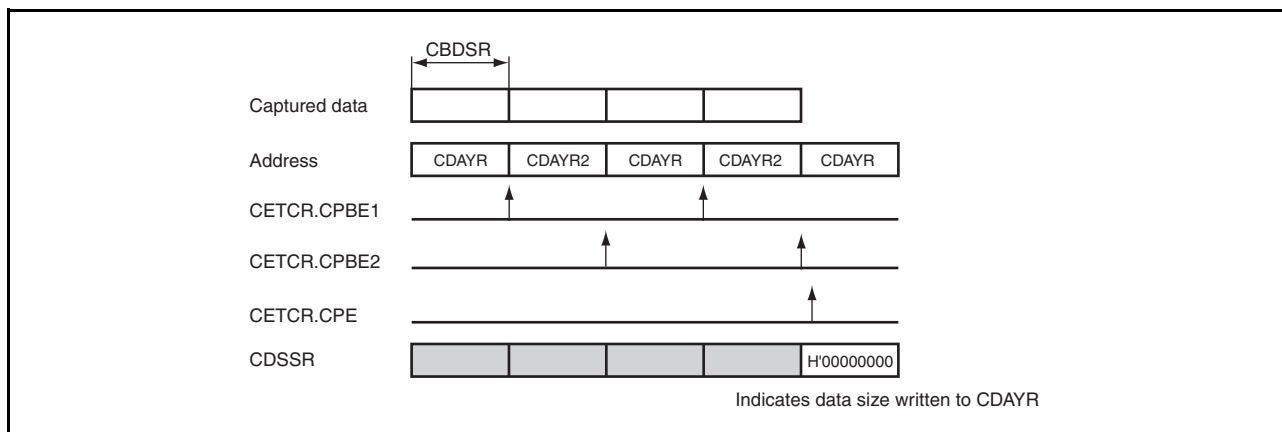 CBDSR
Captured data
Address CDAYR CDAYR2 CDAYR CDAYR2 CDAYR
CETCR.CPBE1
CETCR.CPBE2
CETCR.CPE
CDSSR H'00000000
Indicates data size written to CDAYR